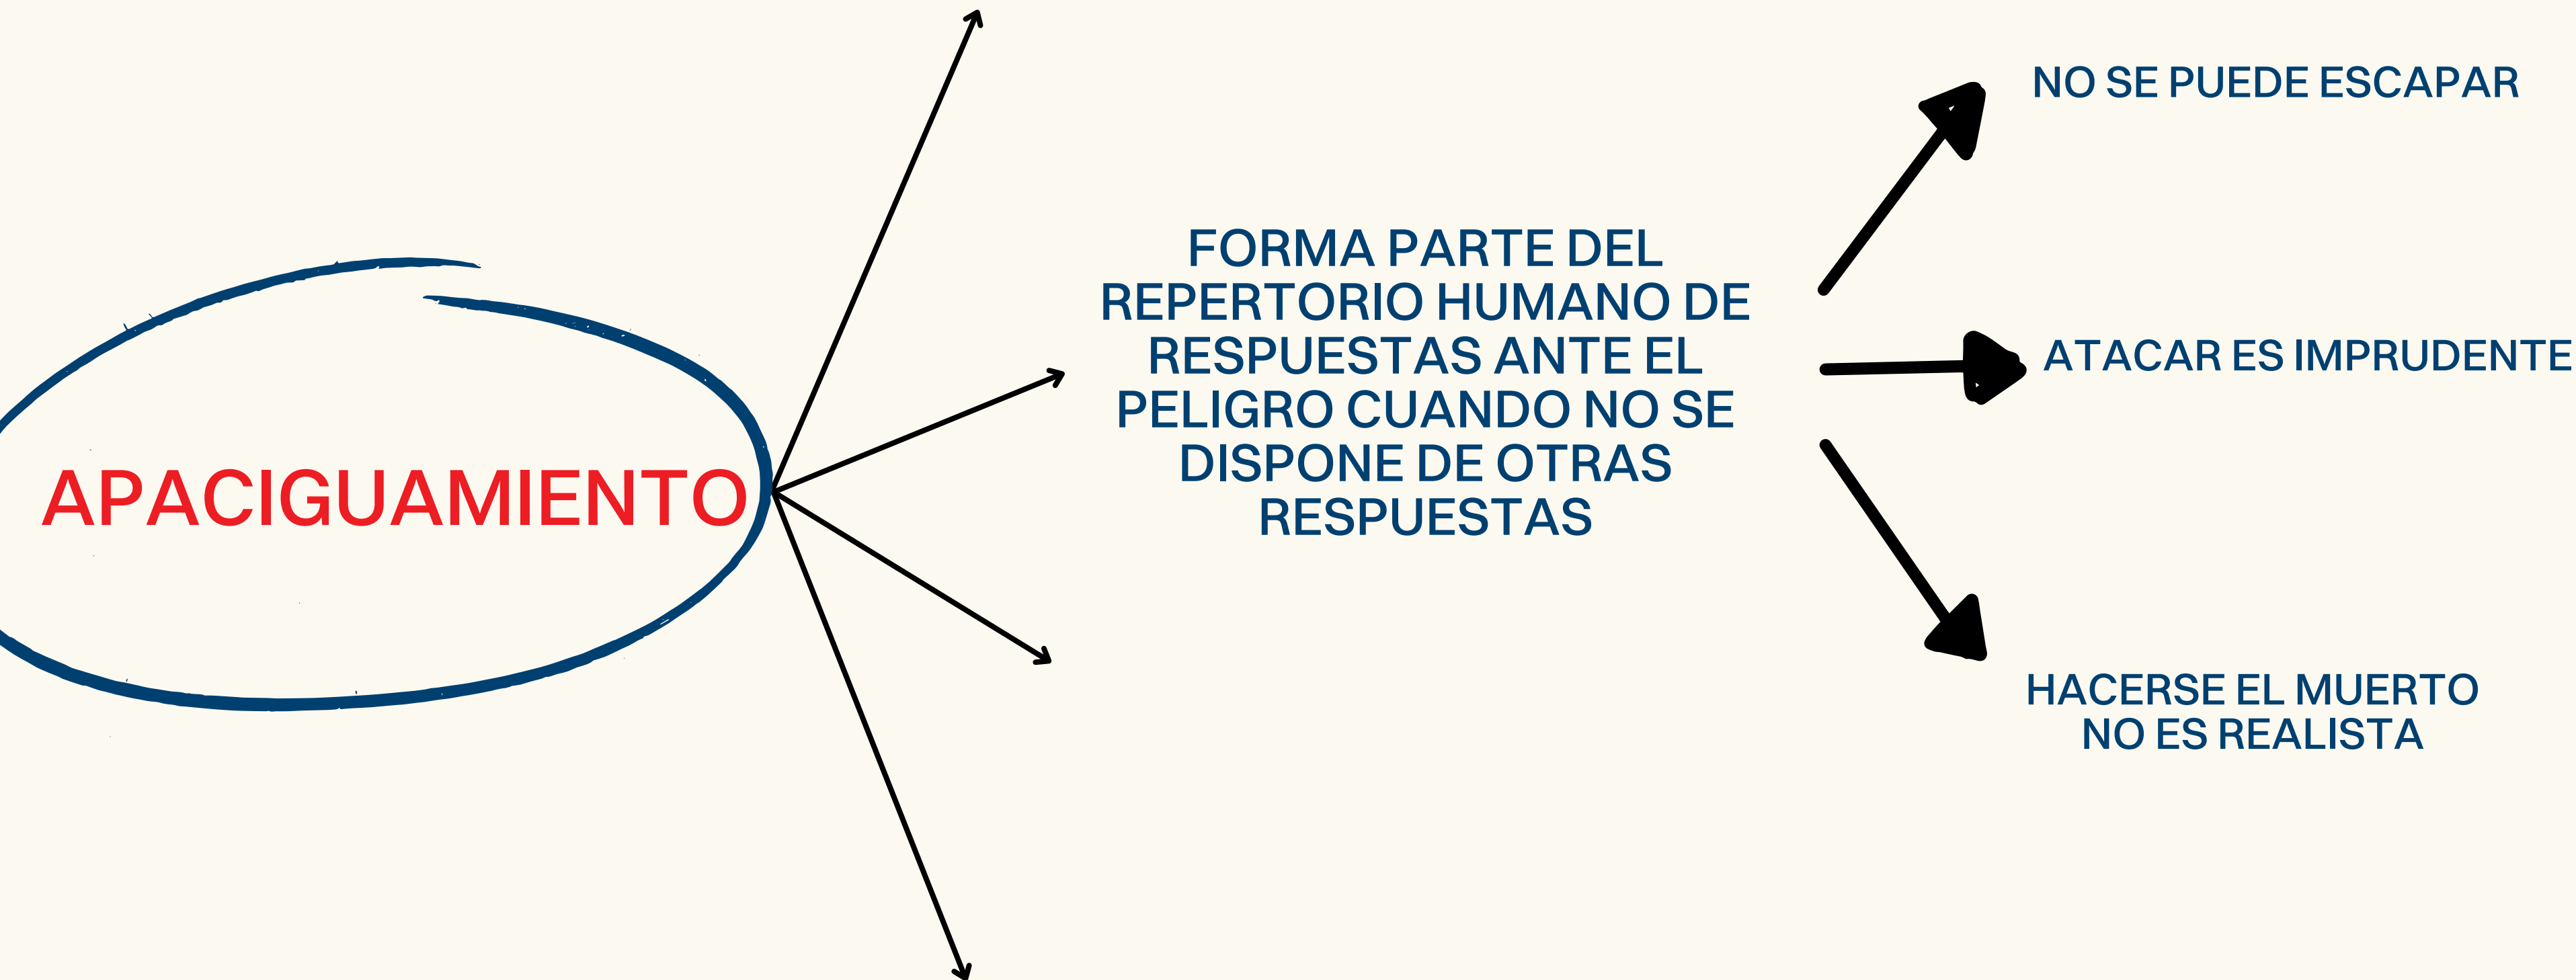 APACIGUAMIENTO
FORMA PARTE DEL
REPERTORIO HUMANO DE
RESPUESTAS ANTE EL
PELIGRO CUANDO NO SE
DISPONE DE OTRAS
RESPUESTAS
NO SE PUEDE ESCAPAR
ATACAR ES IMPRUDENTE
HACERSE EL MUERTO
NO ES REALISTA